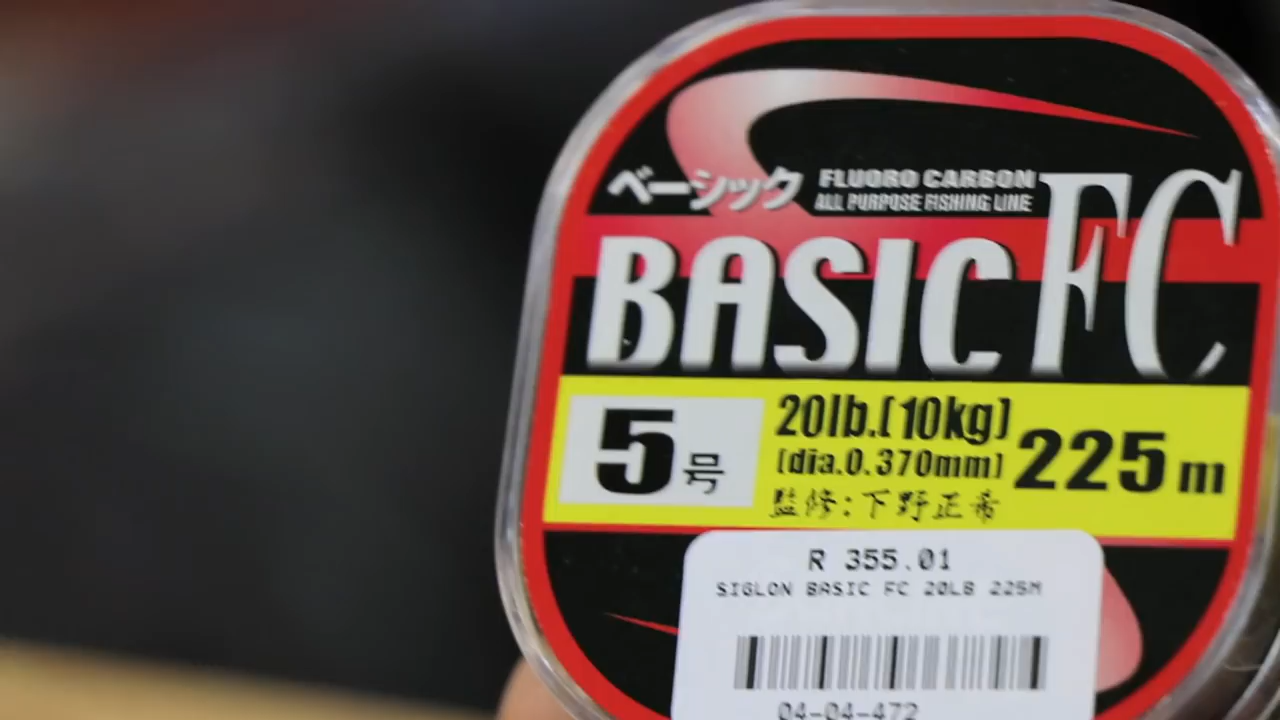 ベーシック
FLUORO CARBON
ALL PURPOSE FISHING LINE
BASIC FC
5号
20lb.[10kg]
[dia.0.370mm]
225m
監修:下野正希
R 355.01
SIGLON BASIC FC 20LB 225M
04-04-472